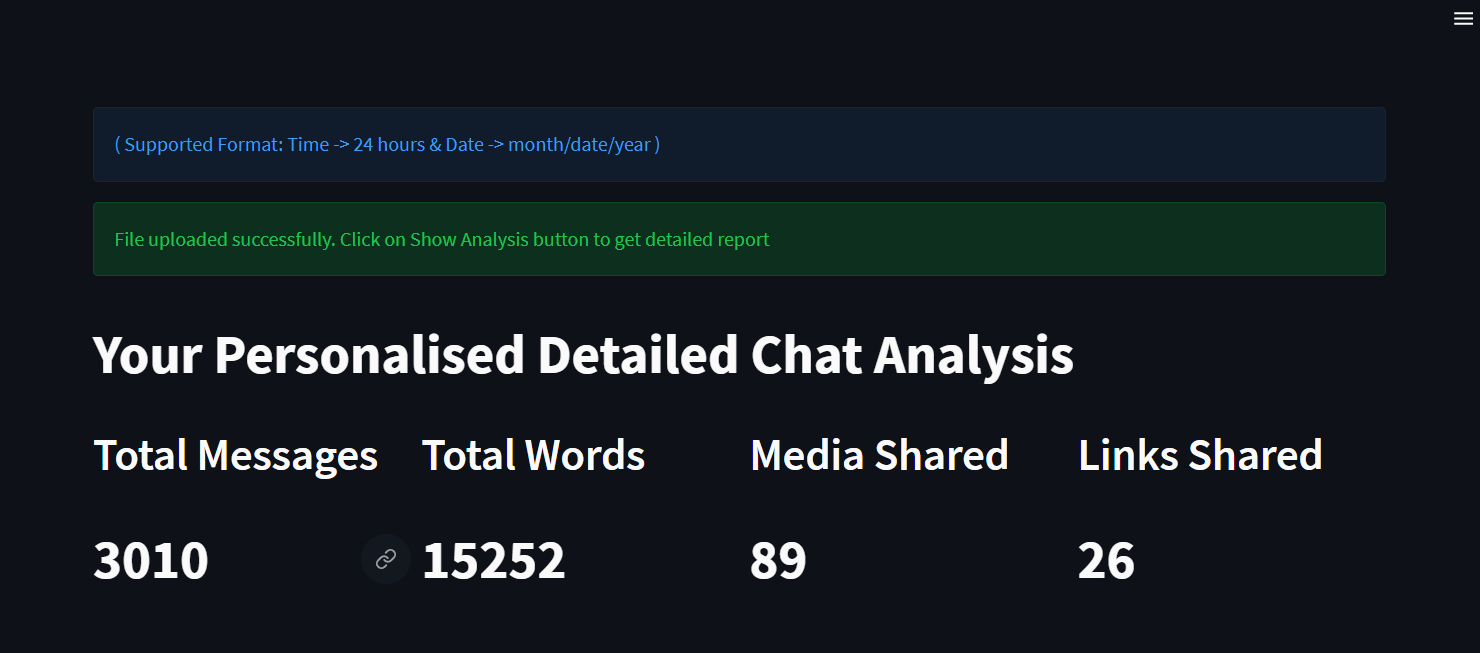 ( Supported Format: Time -> 24 hours & Date -> month/date/year )
File uploaded successfully. Click on Show Analysis button to get detailed report
Your Personalised Detailed Chat Analysis
Total Messages Total Words Media Shared Links Shared
3010 15252 89 26